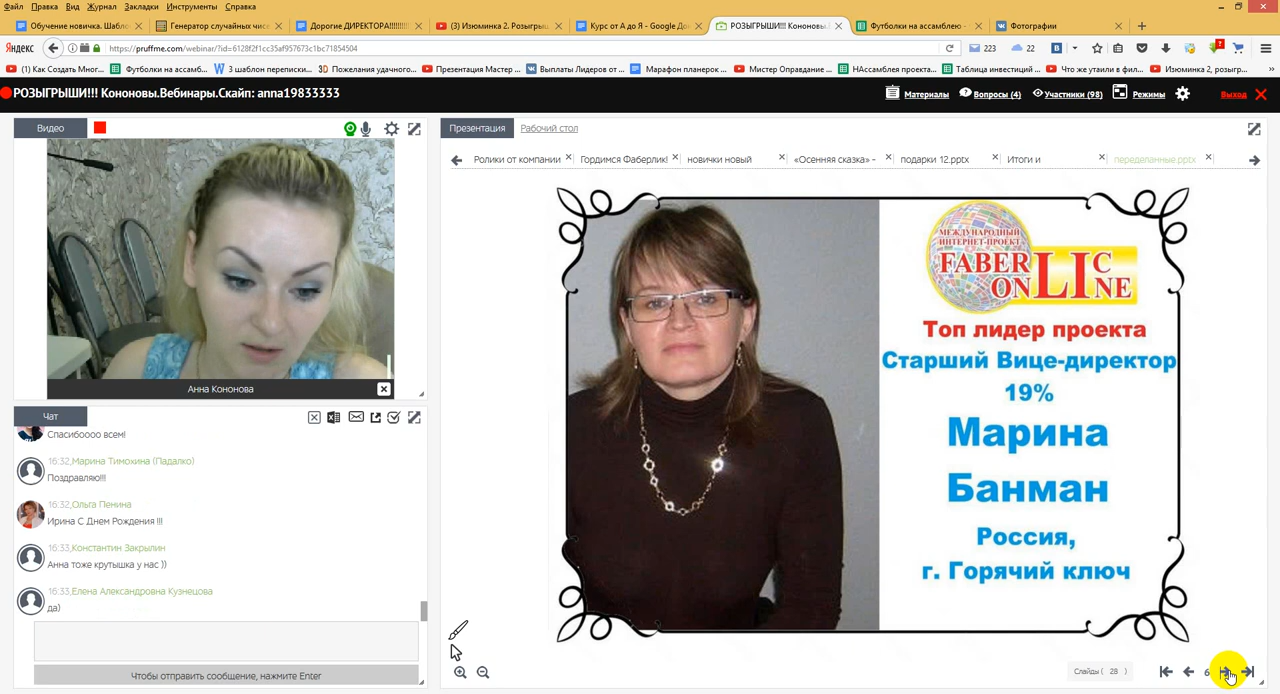 Файл Правка Вид Журнал Закладки Инструменты Справка
Обучение новичка. Шабло
Генератор случайных чисе
Дорогие ДИРЕКТОРА!!!!!!!!
(3) Изюминка 2. Розыгрыш
Курс от А до Я - Google До
РОЗЫГРЫШИ!!! Кононовы.В
Футболки на ассамблею -
Фотографии
Яндекс
https://pruffme.com/webinar/?id=6128f2f1cc35af957673c1bc71854504
223
22
(1) Как Создать Мног...
Футболки на ассамб...
3 шаблон переписки...
Пожелания удачного...
Презентация Мастер ...
Выплаты Лидеров от ...
Марафон планерок ...
Мистер Оправдание ...
НАссамблея проекта...
Таблица инвестиций ...
Что же утаили в фил...
Изюминка 2, розыгр...
РОЗЫГРЫШИ!!! Кононовы.Вебинары.Скайп: anna19833333
Материалы
Вопросы (4)
Участники (98)
Режимы
Выход
Видео
Анна Кононова
Чат
Спасибоооо всем!
16:32,Марина Тимохина (Падалко)
Поздравляю!!!
16:32,Ольга Пенина
Ирина С Днем Рождения !!!
16:33,Константин Закрылин
Анна тоже крутышка у нас ))
16:33,Елена Александровна Кузнецова
да)
Чтобы отправить сообщение, нажмите Enter
Презентация
Рабочий стол
Ролики от компании
Гордимся Фаберлик!
новички новый
«Осенняя сказка» -
подарки 12.pptx
Итоги и
переделанные.pptx
МЕЖДУНАРОДНЫЙ
ИНТЕРНЕТ-ПРОЕКТ
FABERLIC
ONLINE
Топ лидер проекта
Старший Вице-директор
19%
Марина
Банман
Россия,
г. Горячий ключ
Слайды ( 28 )
6